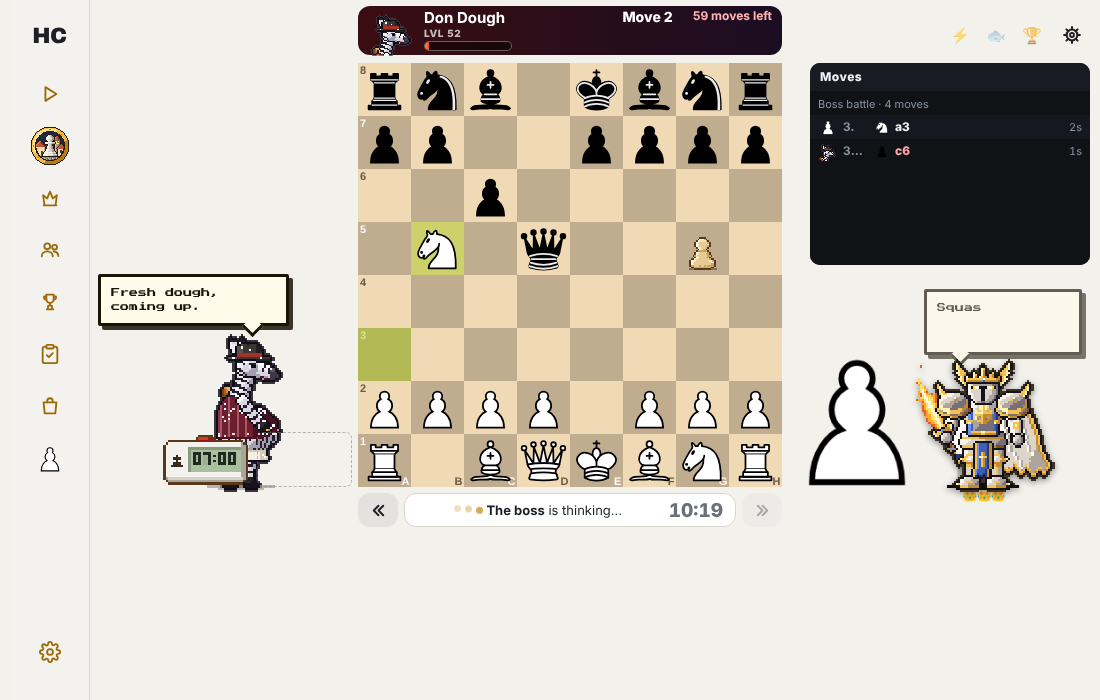 HC
Don Dough
LVL 52
Move 2
59 moves left
Moves
Boss battle · 4 moves
3. a3 2s
3... c6 1s
8
7
6
5
4
3
2
1
A B C D E F G H
Fresh dough,
coming up.
07:00
Squas
The boss is thinking...
10:19